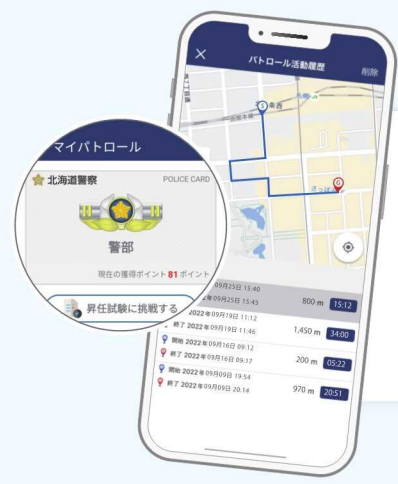 パトロール活動履歴
削除
マイパトロール
北海道警察
POLICE CARD
警部
現在の獲得ポイント 81 ポイント
昇任試験に挑戦する
S
G
09月25日 15:40
年09月25日 15:45
800 m
15:12
2022年09月19日 11:12
終了 2022年09月19日 11:46
1,450 m
34:00
開始 2022年09月16日 09:12
終了 2022年09月16日 09:17
200 m
05:22
開始 2022年09月09日 19:54
終了 2022年09月09日 20:14
970 m
20:51